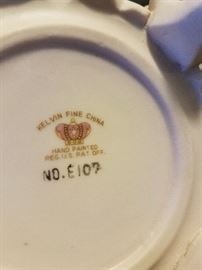 KELVIN FINE CHINA
HAND PAINTED
REG. U.S. PAT. OFF.
NO. E107